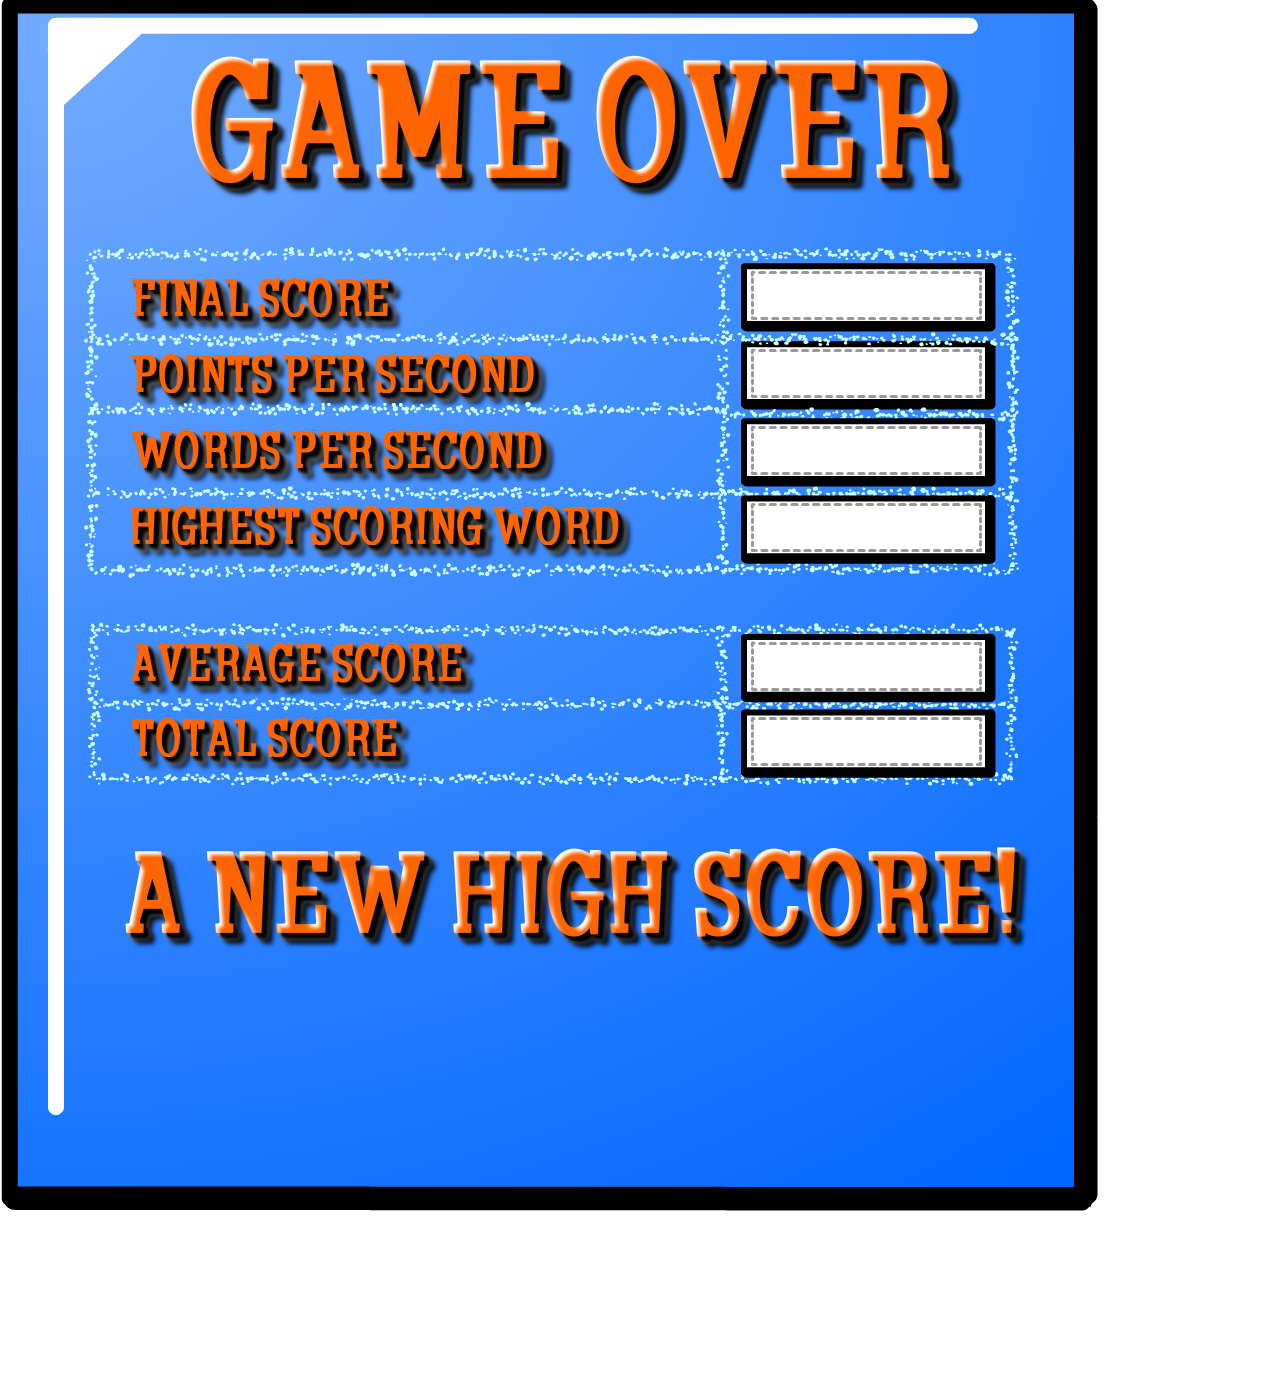 GAME OVER
FINAL SCORE
POINTS PER SECOND
WORDS PER SECOND
HIGHEST SCORING WORD
AVERAGE SCORE
TOTAL SCORE
A NEW HIGH SCORE!